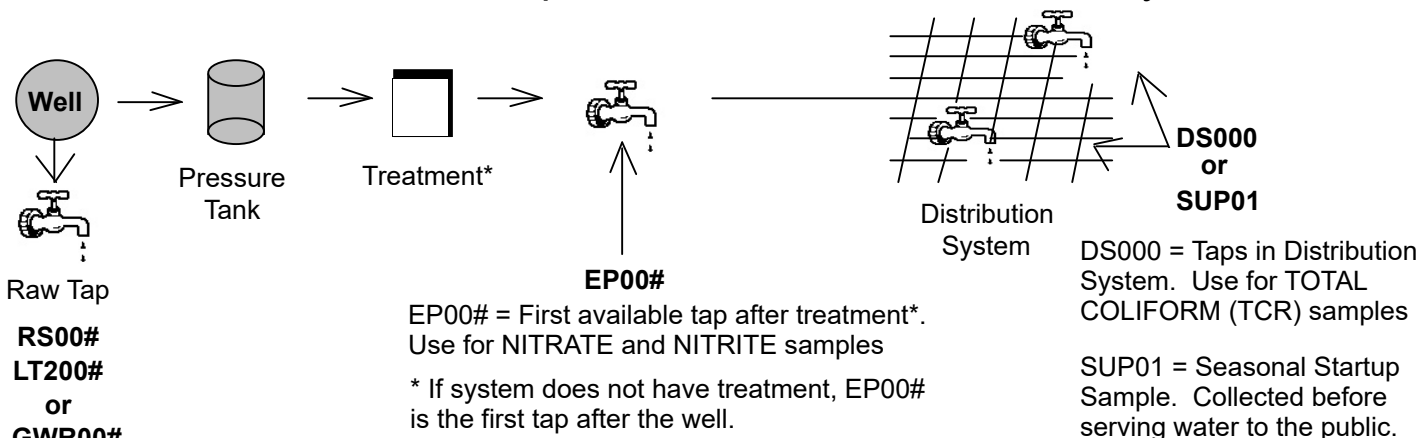 Well
Pressure
Tank
Treatment*
Distribution
System
DS000
or
SUP01
Raw Tap
RS00#
LT200#
or
GWR00#
EP00#
EP00# = First available tap after treatment*.
Use for NITRATE and NITRITE samples
* If system does not have treatment, EP00#
is the first tap after the well.
DS000 = Taps in Distribution
System. Use for TOTAL
COLIFORM (TCR) samples
SUP01 = Seasonal Startup
Sample. Collected before
serving water to the public.